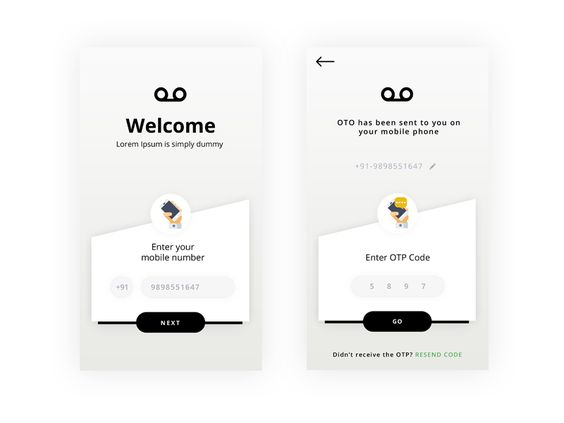 Welcome
Lorem Ipsum is simply dummy
Enter your
mobile number
+91
9898551647
NEXT
OTO has been sent to you on
your mobile phone
+91-9898551647
Enter OTP Code
5 8 9 7
GO
Didn't receive the OTP? RESEND CODE